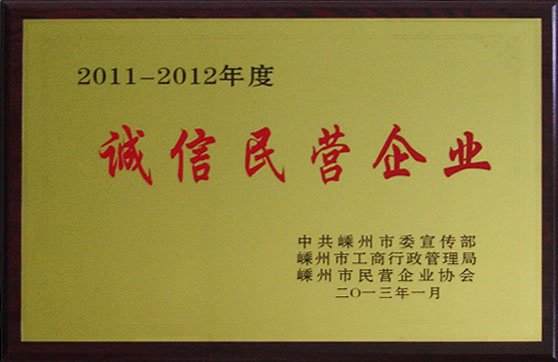 2011-2012年度
诚信民营企业
中共嵊州市委宣传部
嵊州市工商行政管理局
嵊州市民营企业协会
二〇一三年一月